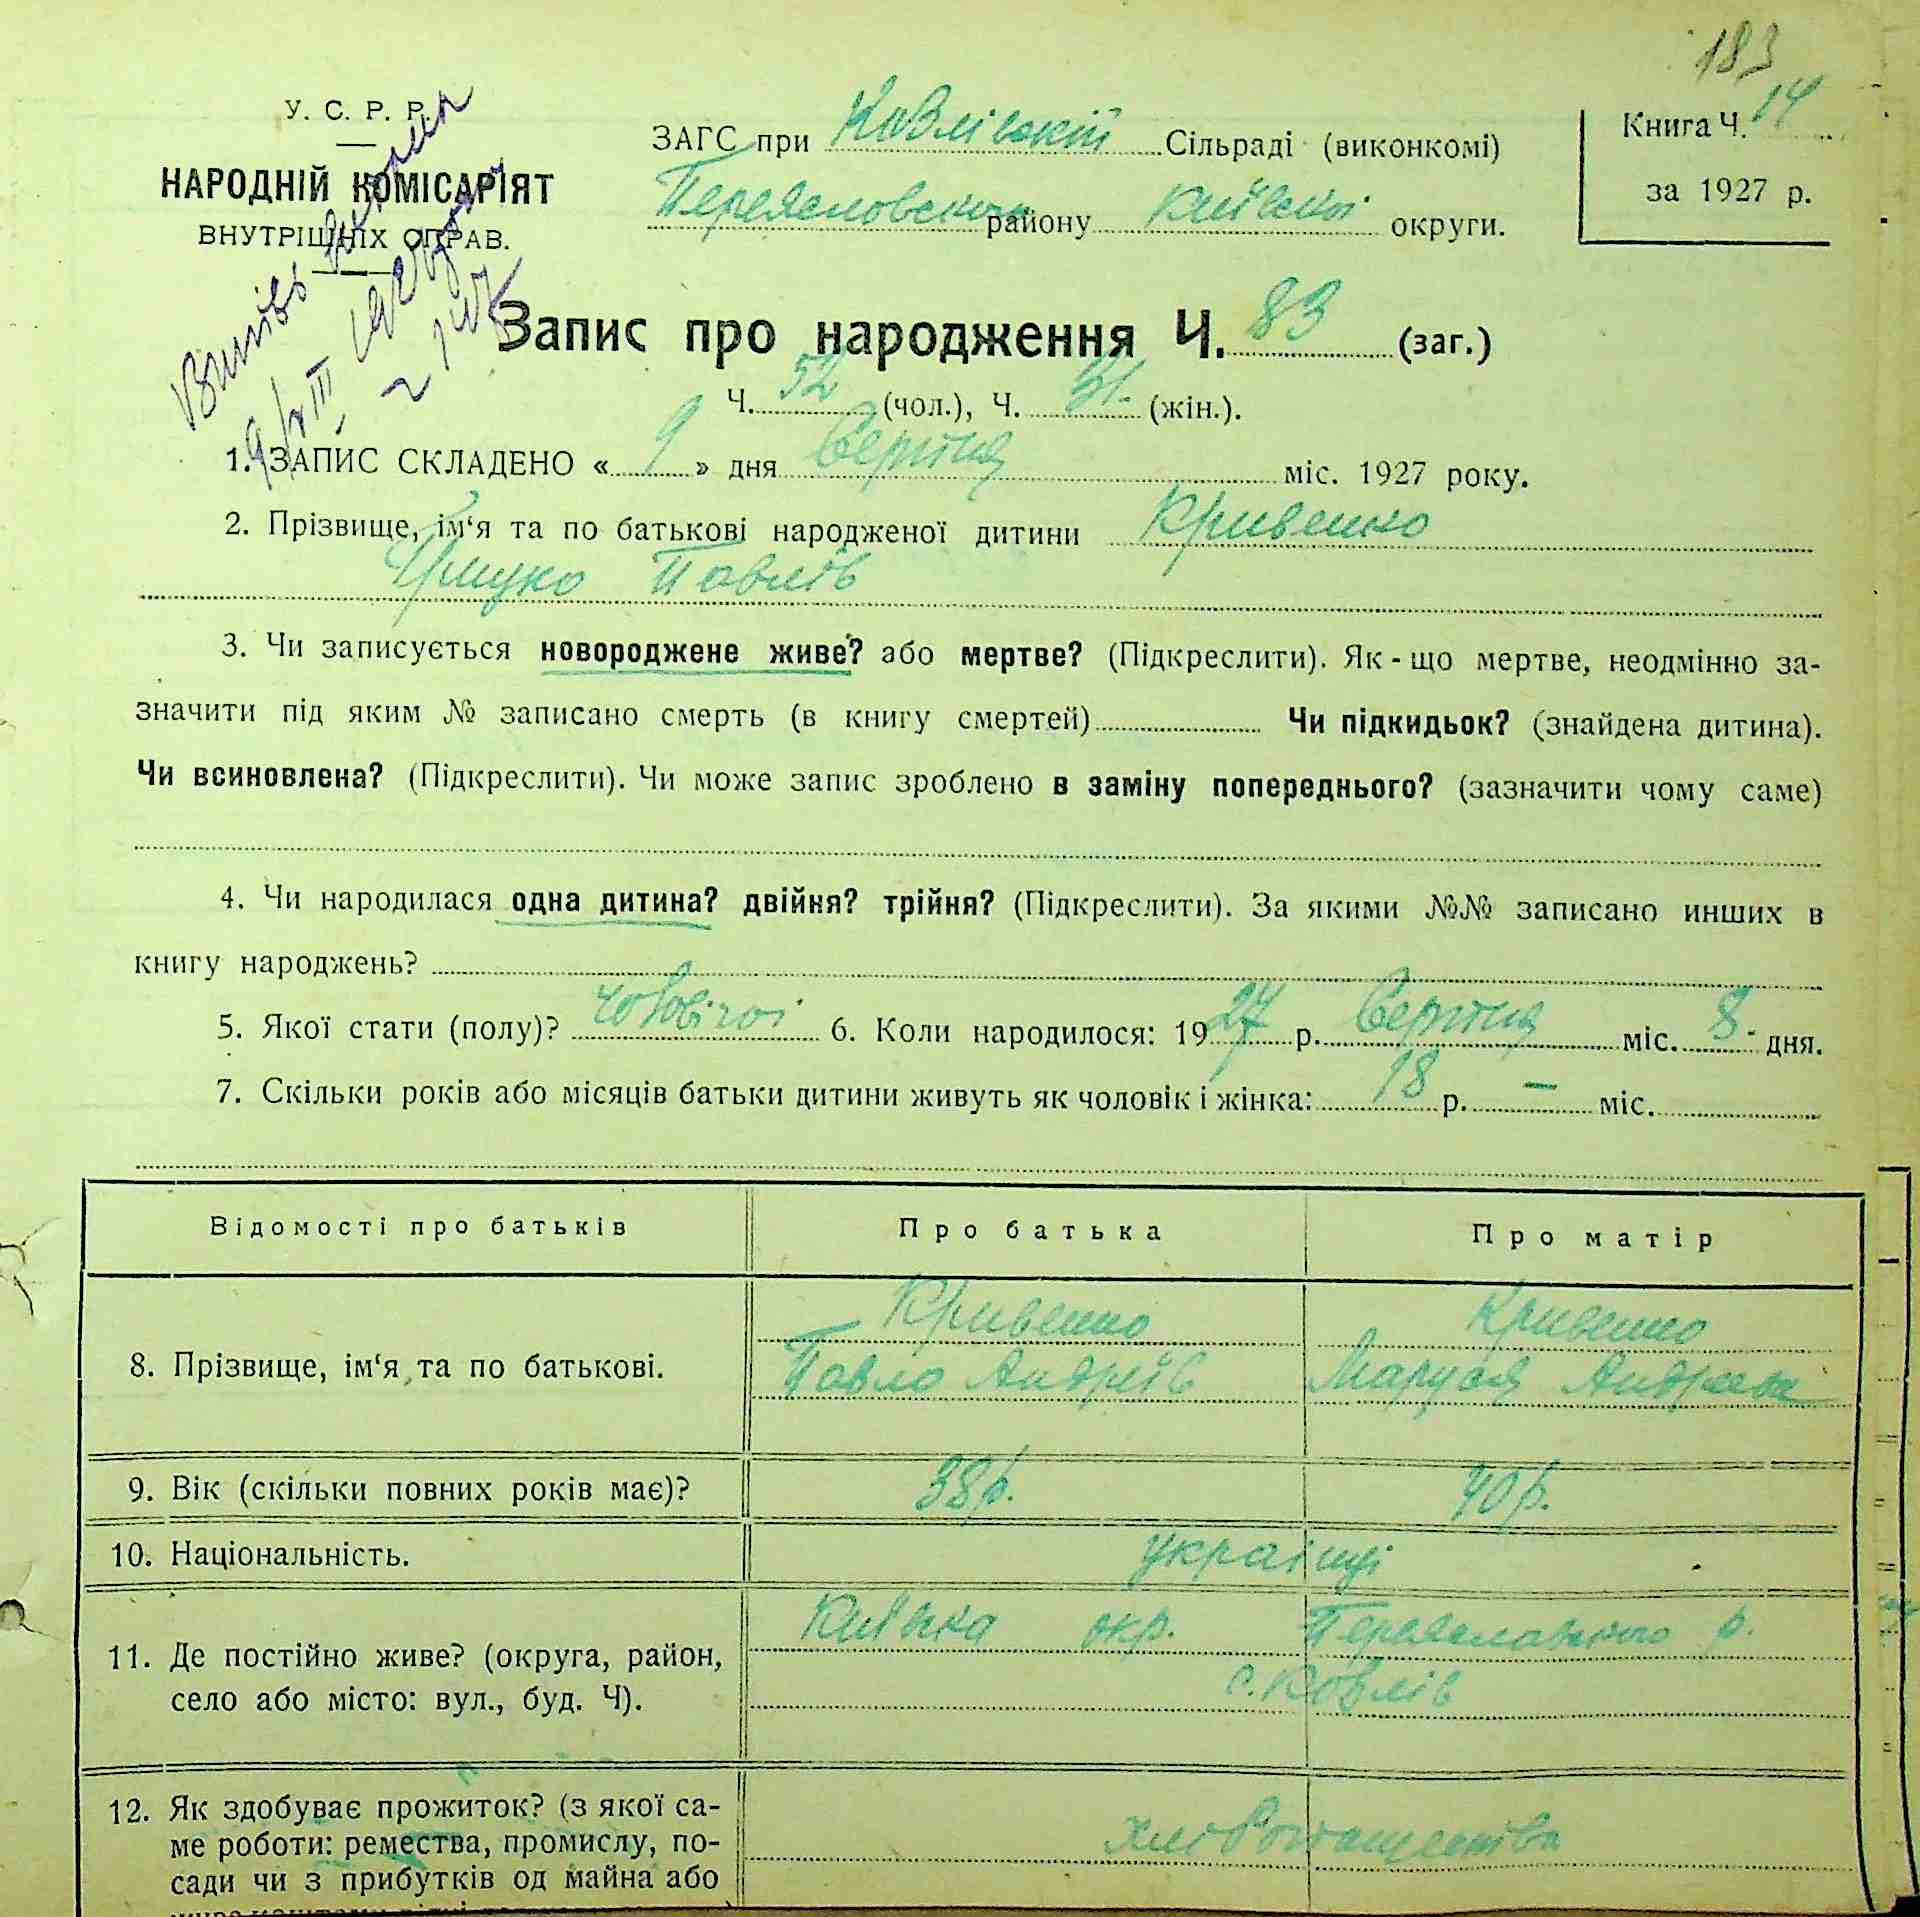 183
У. С. Р. Р.
НАРОДНІЙ КОМІСАРІЯТ
ВНУТРІШНІХ СПРАВ.
ЗАГС при Ковлівській Сільраді (виконкомі)
Переясловского району Київскої округи.
Книга Ч. 14
за 1927 р.
Запис про народження Ч. 83 (заг.)
Ч. 52 (чол.), Ч. 31. (жін.).
1. ЗАПИС СКЛАДЕНО « 9 » дня Серпня міс. 1927 року.
2. Прізвище, ім‘я та по батькові народженої дитини Кривенко
Павлів
3. Чи записується новороджене живе? або мертве? (Підкреслити). Як - що мертве, неодмінно за-
значити під яким № записано смерть (в книгу смертей) Чи підкидьок? (знайдена дитина).
Чи всиновлена? (Підкреслити). Чи може запис зроблено в заміну попереднього? (зазначити чому саме)
4. Чи народилася одна дитина? двійня? трійня? (Підкреслити). За якими №№ записано инших в
книгу народжень?
5. Якої стати (полу)? чоловічої 6. Коли народилося: 1927 р. Серпня міс. 8 - дня.
7. Скільки років або місяців батьки дитини живуть як чоловік і жінка: 18 р. — міс.
Відомості про батьків Про батька Про матір
8. Прізвище, ім‘я та по батькові. Кривенко Кривенко
Павло Андріїв Маруся Андреева
9. Вік (скільки повних років має)? 38 р. 40 р.
10. Національність. українці
11. Де постійно живе? (округа, район, Київська окр. Переяславського р.
село або місто: вул., буд. Ч). с. Ковлів
12. Як здобуває прожиток? (з якої са-
ме роботи: ремества, промислу, по- хліборобства
сади чи з прибутків од майна або